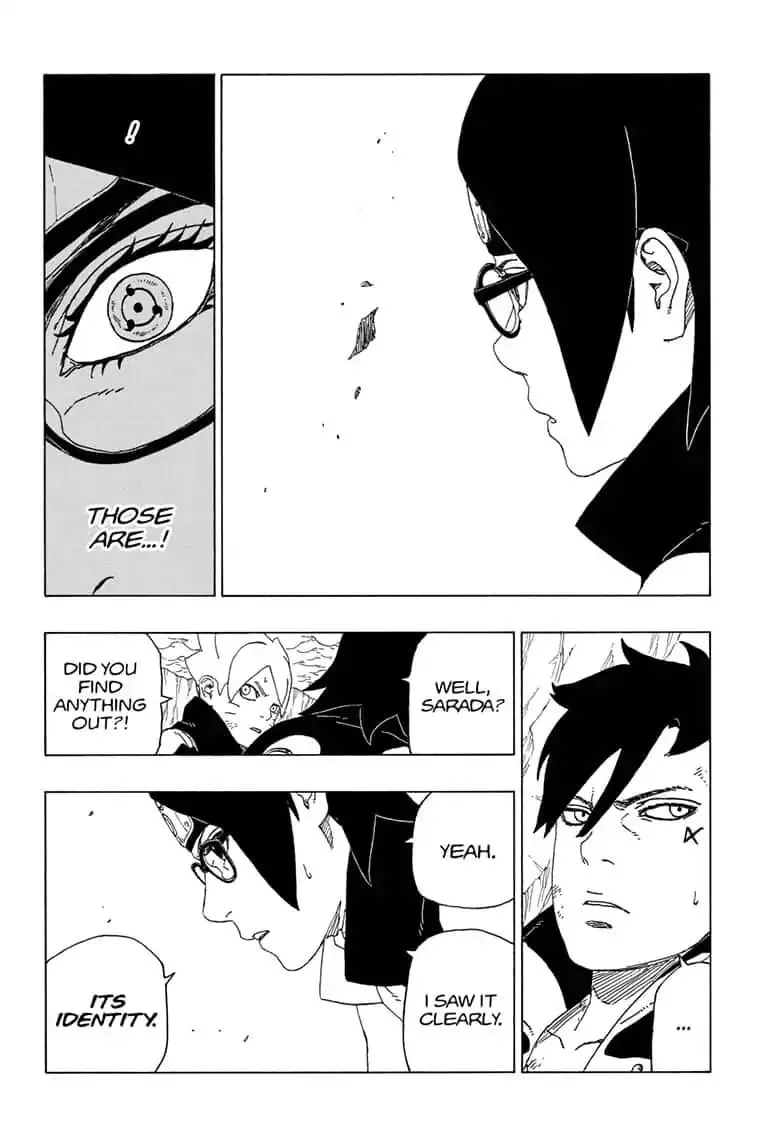 !
THOSE
ARE...!
...
WELL,
SARADA?
DID YOU
FIND
ANYTHING
OUT?!
YEAH.
I SAW IT
CLEARLY.
ITS
IDENTITY.